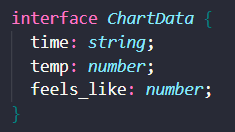 interface ChartData {
  time: string;
  temp: number;
  feels_like: number;
}